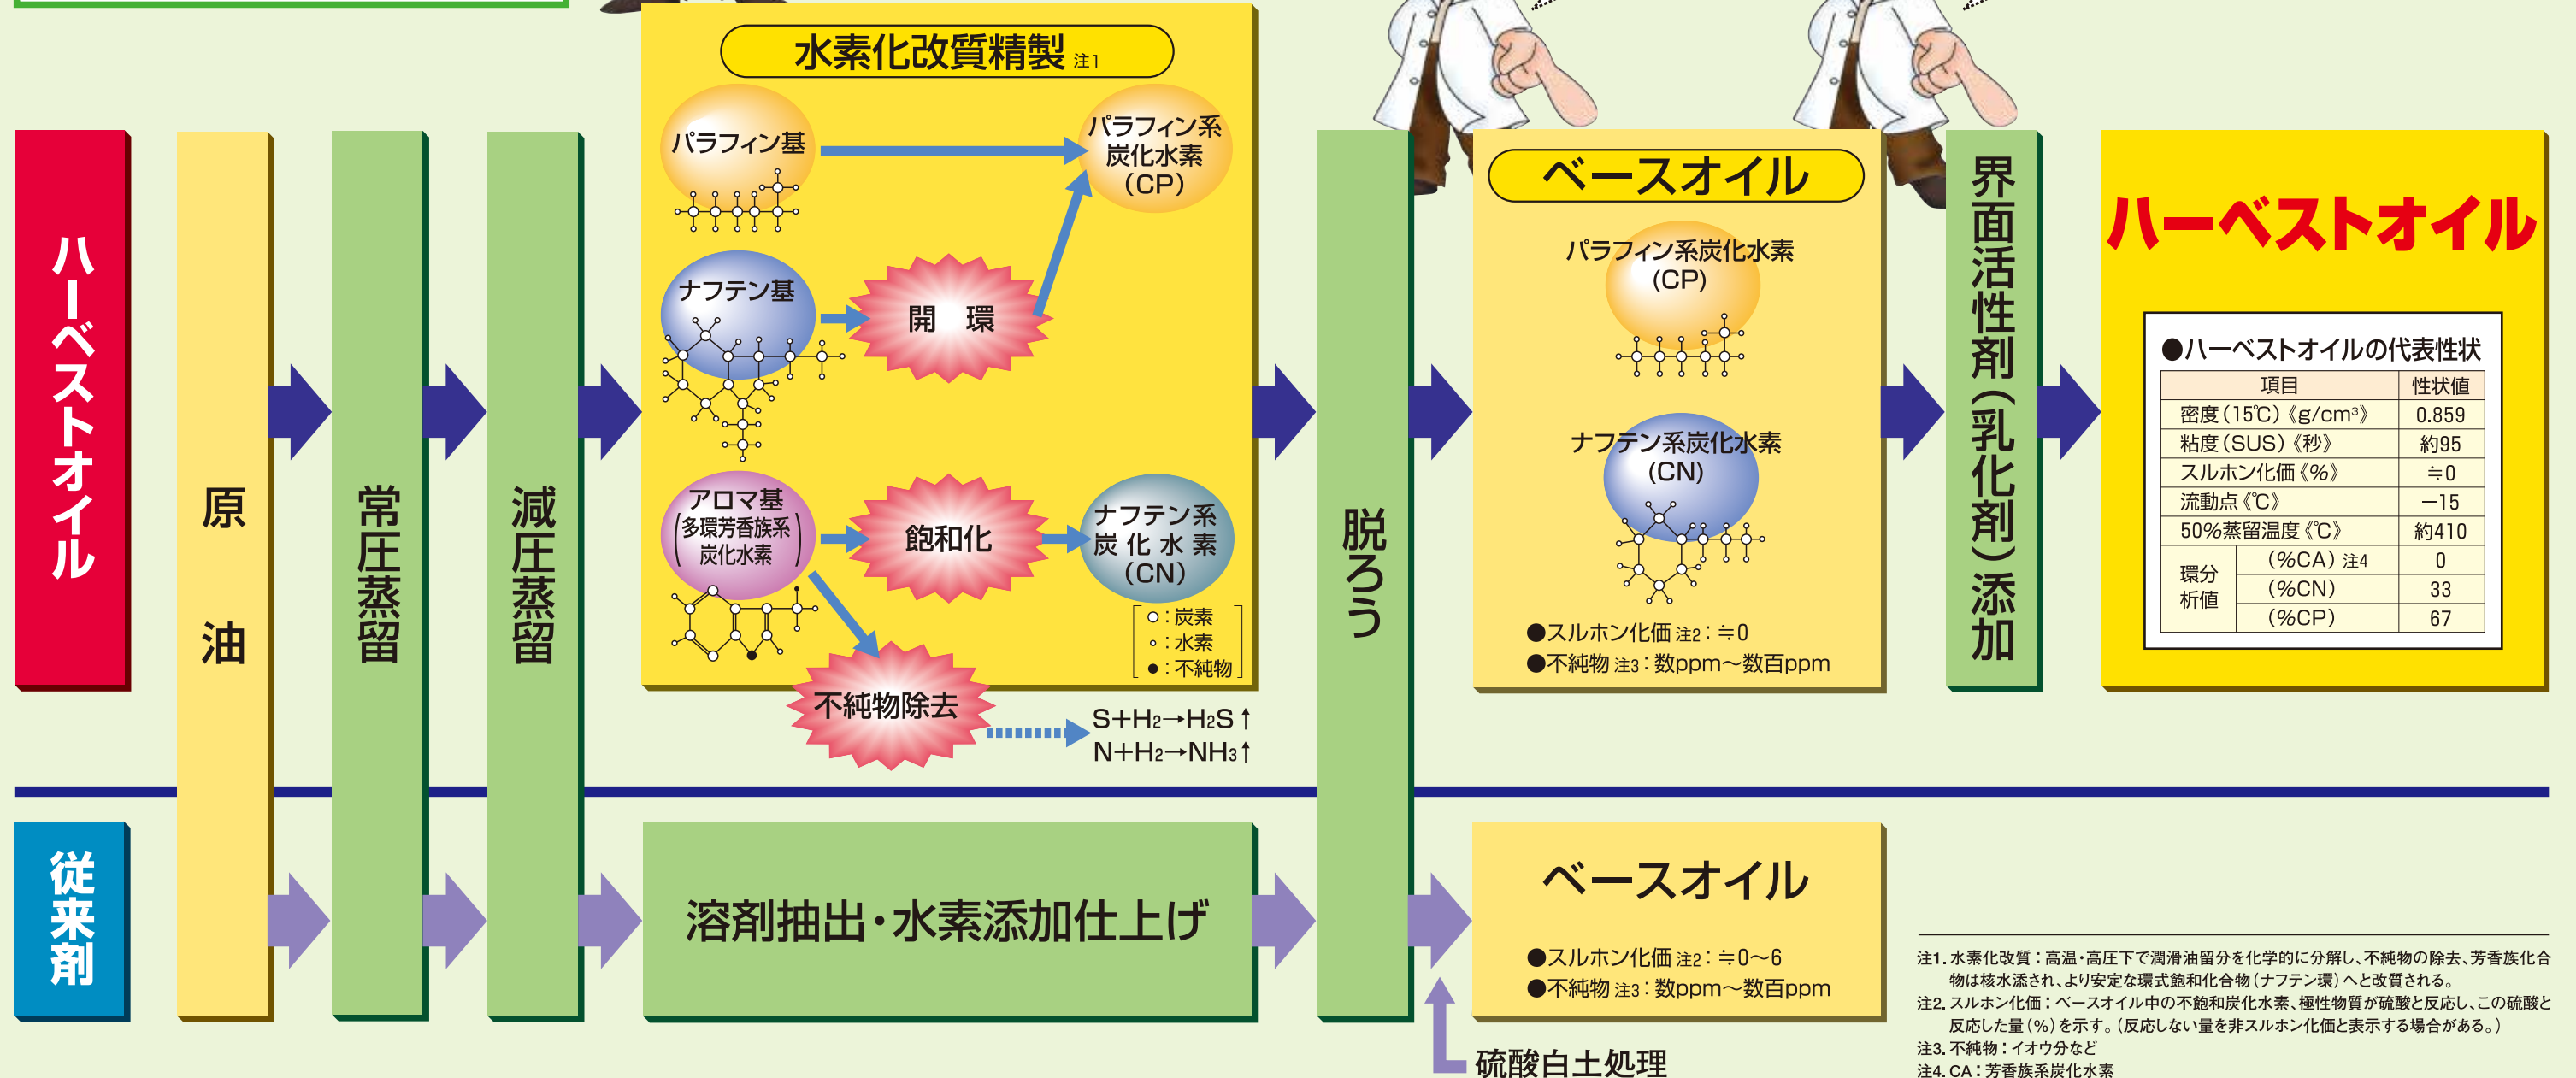 水素化改質精製 注1
パラフィン基
パラフィン系
炭化水素
(CP)
ナフテン基
開 環
アロマ基
(多環芳香族系
炭化水素)
飽和化
ナフテン系
炭化水素
(CN)
○：炭素
○：水素
●：不純物
不純物除去
S+H2→H2S↑
N+H2→NH3↑
ハーベストオイル
原油
常圧蒸留
減圧蒸留
脱ろう
ベースオイル
パラフィン系炭化水素
(CP)
ナフテン系炭化水素
(CN)
●スルホン化価 注2：≒0
●不純物 注3：数ppm～数百ppm
界面活性剤(乳化剤)添加
ハーベストオイル
●ハーベストオイルの代表性状
項目 性状値
密度(15℃)《g/cm³》 0.859
粘度(SUS)《秒》 約95
スルホン化価《%》 ≒0
流動点《℃》 −15
50%蒸留温度《℃》 約410
環分析値 (%CA) 注4 0
(%CN) 33
(%CP) 67
従来剤
溶剤抽出・水素添加仕上げ
ベースオイル
●スルホン化価 注2：≒0～6
●不純物 注3：数ppm～数百ppm
硫酸白土処理
注1. 水素化改質：高温・高圧下で潤滑油留分を化学的に分解し、不純物の除去、芳香族化合
物は核水添され、より安定な環式飽和化合物(ナフテン環)へと改質される。
注2. スルホン化価：ベースオイル中の不飽和炭化水素、極性物質が硫酸と反応し、この硫酸と
反応した量(%)を示す。(反応しない量を非スルホン化価と表示する場合がある。)
注3. 不純物：イオウ分など
注4. CA：芳香族系炭化水素